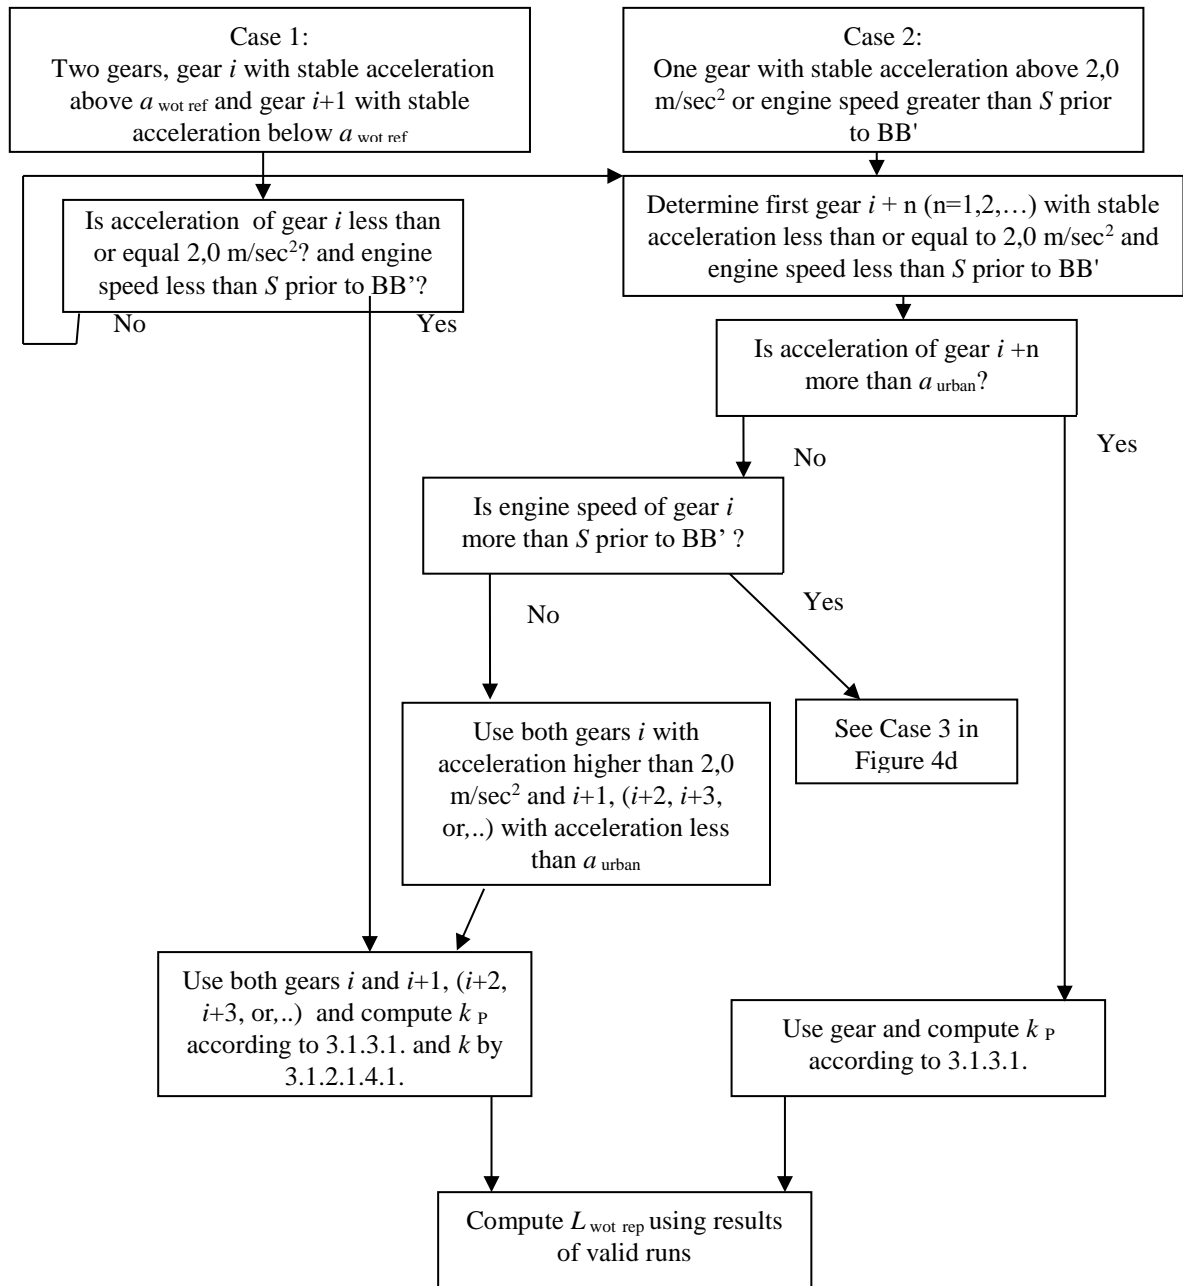 Case 1:
Two gears, gear i with stable acceleration
above a wot ref and gear i+1 with stable
acceleration below a wot ref
Case 2:
One gear with stable acceleration above 2,0
m/sec² or engine speed greater than S prior
to BB'
Is acceleration of gear i less than
or equal 2,0 m/sec²? and engine
speed less than S prior to BB’?
No
Yes
Determine first gear i + n (n=1,2,…) with stable
acceleration less than or equal to 2,0 m/sec² and
engine speed less than S prior to BB'
Is acceleration of gear i +n
more than a urban?
No
Yes
Is engine speed of gear i
more than S prior to BB’ ?
No
Yes
Use both gears i with
acceleration higher than 2,0
m/sec² and i+1, (i+2, i+3,
or,..) with acceleration less
than a urban
See Case 3 in
Figure 4d
Use both gears i and i+1, (i+2,
i+3, or,..) and compute k P
according to 3.1.3.1. and k by
3.1.2.1.4.1.
Use gear and compute k P
according to 3.1.3.1.
Compute L wot rep using results
of valid runs